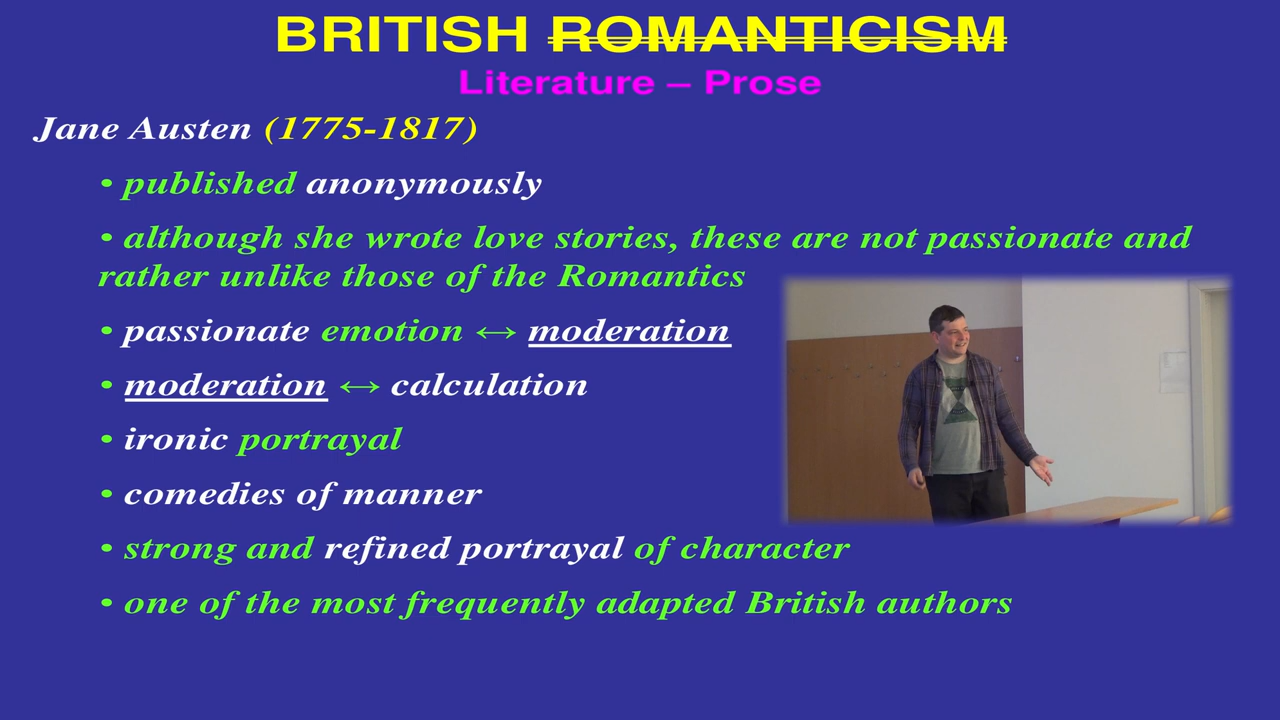 BRITISH ROMANTICISM
Literature – Prose
Jane Austen (1775-1817)
• published anonymously
• although she wrote love stories, these are not passionate and
rather unlike those of the Romantics
• passionate emotion ↔ moderation
• moderation ↔ calculation
• ironic portrayal
• comedies of manner
• strong and refined portrayal of character
• one of the most frequently adapted British authors